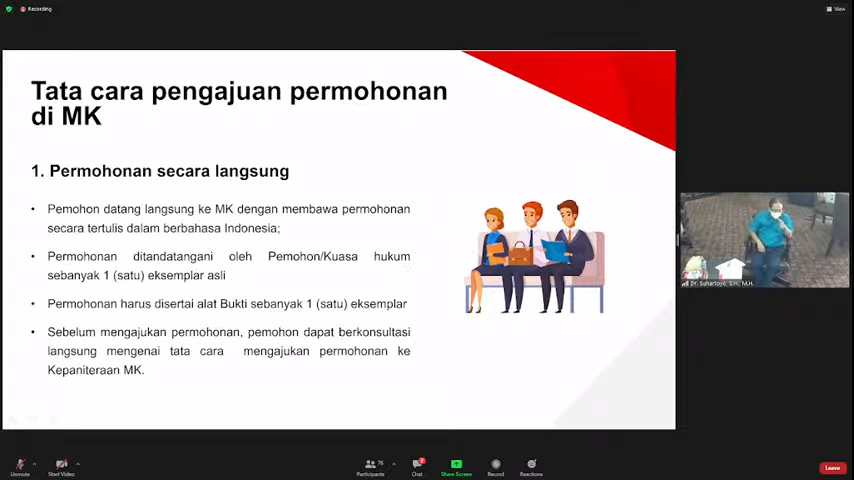 Recording
View
Tata cara pengajuan permohonan
di MK
1. Permohonan secara langsung
• Pemohon datang langsung ke MK dengan membawa permohonan
secara tertulis dalam berbahasa Indonesia;
• Permohonan ditandatangani oleh Pemohon/Kuasa hukum
sebanyak 1 (satu) eksemplar asli
• Permohonan harus disertai alat Bukti sebanyak 1 (satu) eksemplar
• Sebelum mengajukan permohonan, pemohon dapat berkonsultasi
langsung mengenai tata cara mengajukan permohonan ke
Kepaniteraan MK.
Dr. Suhartoyo, S.H., M.H.
Unmute
Start Video
Participants
76
Chat
Share Screen
Record
Reactions
Leave